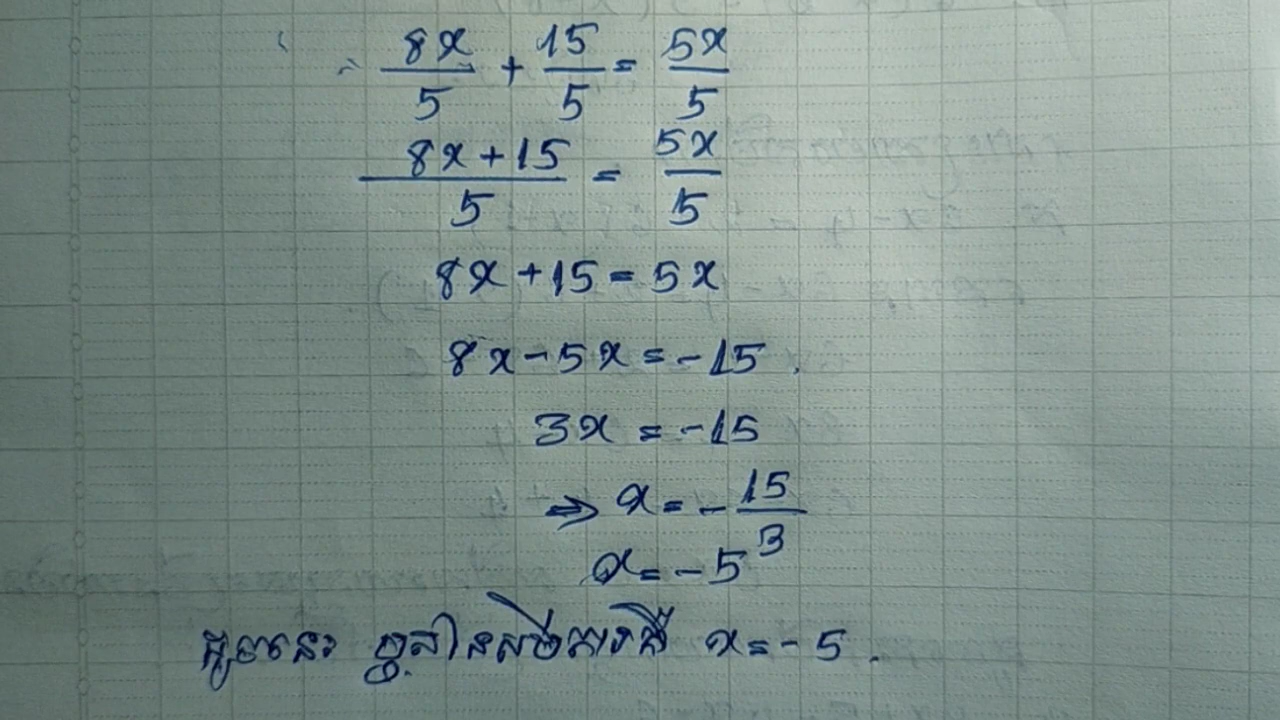 8x/5 + 15/5 = 5x/5
8x+15/5 = 5x/5
8x+15 = 5x
8x-5x = -15
3x = -15
⇒ x = -15/3
x = -5
ដូចនេះ ឫសនៃសមីការគឺ x = -5 .